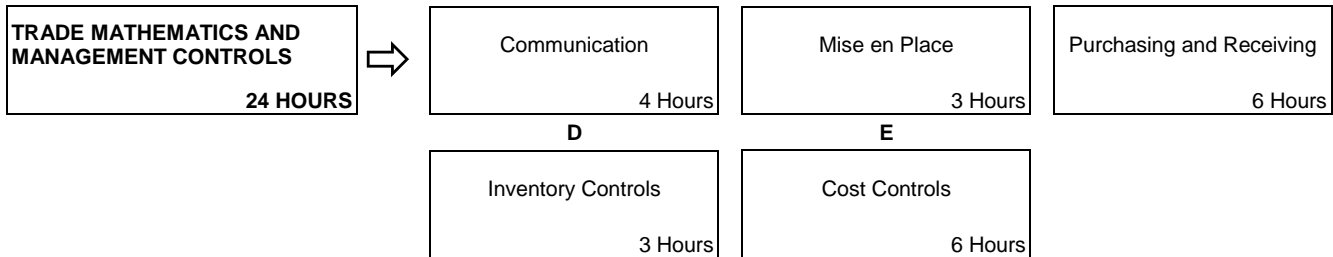 TRADE MATHEMATICS AND
MANAGEMENT CONTROLS
24 HOURS
Communication
4 Hours
Mise en Place
3 Hours
Purchasing and Receiving
6 Hours
D
E
Inventory Controls
3 Hours
Cost Controls
6 Hours